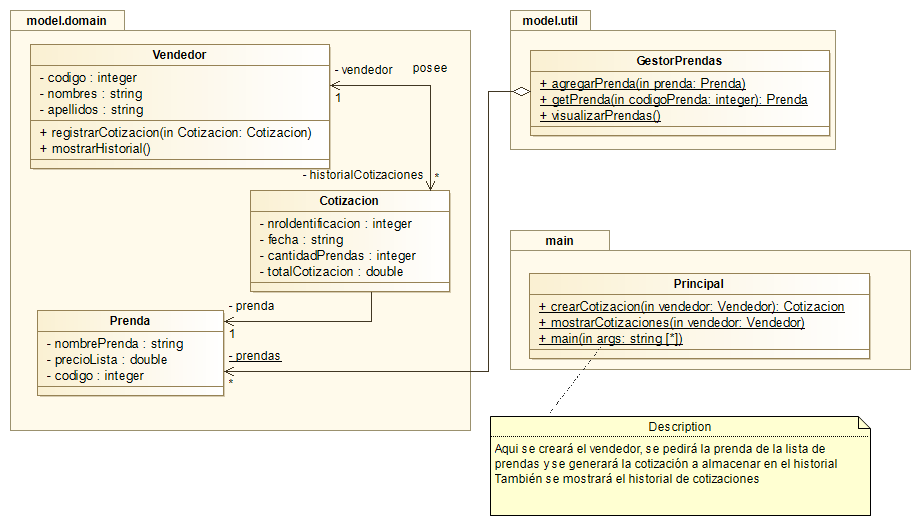 model.domain
Vendedor
- codigo : integer
- nombres : string
- apellidos : string
+ registrarCotizacion(in Cotizacion: Cotizacion)
+ mostrarHistorial()
- vendedor
posee
1
- historialCotizaciones
*
Cotizacion
- nroIdentificacion : integer
- fecha : string
- cantidadPrendas : integer
- totalCotizacion : double
- prenda
1
Prenda
- nombrePrenda : string
- precioLista : double
- codigo : integer
- prendas
*
model.util
GestorPrendas
+ agregarPrenda(in prenda: Prenda)
+ getPrenda(in codigoPrenda: integer): Prenda
+ visualizarPrendas()
main
Principal
+ crearCotizacion(in vendedor: Vendedor): Cotizacion
+ mostrarCotizaciones(in vendedor: Vendedor)
+ main(in args: string [*])
Description
Aqui se creará el vendedor, se pedirá la prenda de la lista de
prendas y se generará la cotización a almacenar en el historial
También se mostrará el historial de cotizaciones